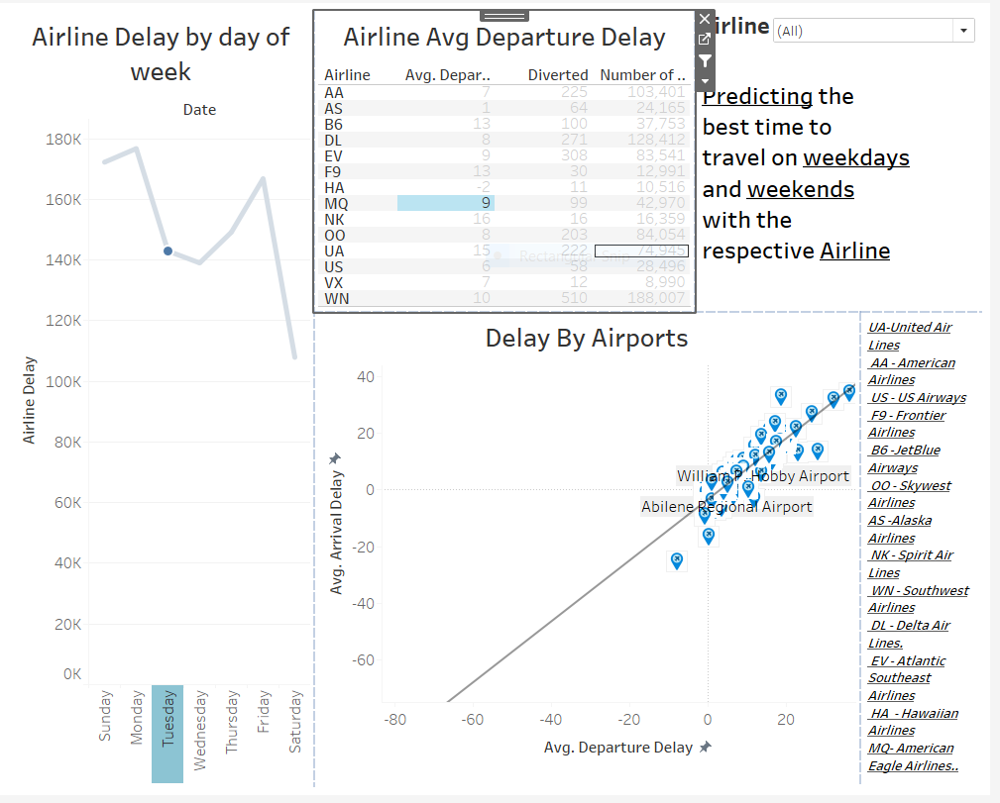 Airline Delay by day of
week
Date
180K
160K
140K
120K
100K
80K
60K
40K
20K
0K
Airline Delay
Sunday
Monday
Tuesday
Wednesday
Thursday
Friday
Saturday
Airline Avg Departure Delay
Airline Avg. Depar.. Diverted Number of ..
AA 7 225 103,401
AS 1 64 24,165
B6 13 100 37,753
DL 8 271 128,412
EV 9 308 83,541
F9 13 30 12,991
HA -2 11 10,516
MQ 9 99 42,970
NK 16 16 16,359
OO 8 203 84,054
UA 15 222 74,945
US 6 58 28,496
VX 7 12 8,990
WN 10 510 188,007
Rectangular Snip
irline (All)
Predicting the
best time to
travel on weekdays
and weekends
with the
respective Airline
Delay By Airports
40
20
0
-20
-40
-60
Avg. Arrival Delay
William P. Hobby Airport
Abilene Regional Airport
-80 -60 -40 -20 0 20
Avg. Departure Delay
UA-United Air
Lines
AA - American
Airlines
US - US Airways
F9 - Frontier
Airlines
B6 -JetBlue
Airways
OO - Skywest
Airlines
AS -Alaska
Airlines
NK - Spirit Air
Lines
WN - Southwest
Airlines
DL - Delta Air
Lines.
EV - Atlantic
Southeast
Airlines
HA - Hawaiian
Airlines
MQ- American
Eagle Airlines..